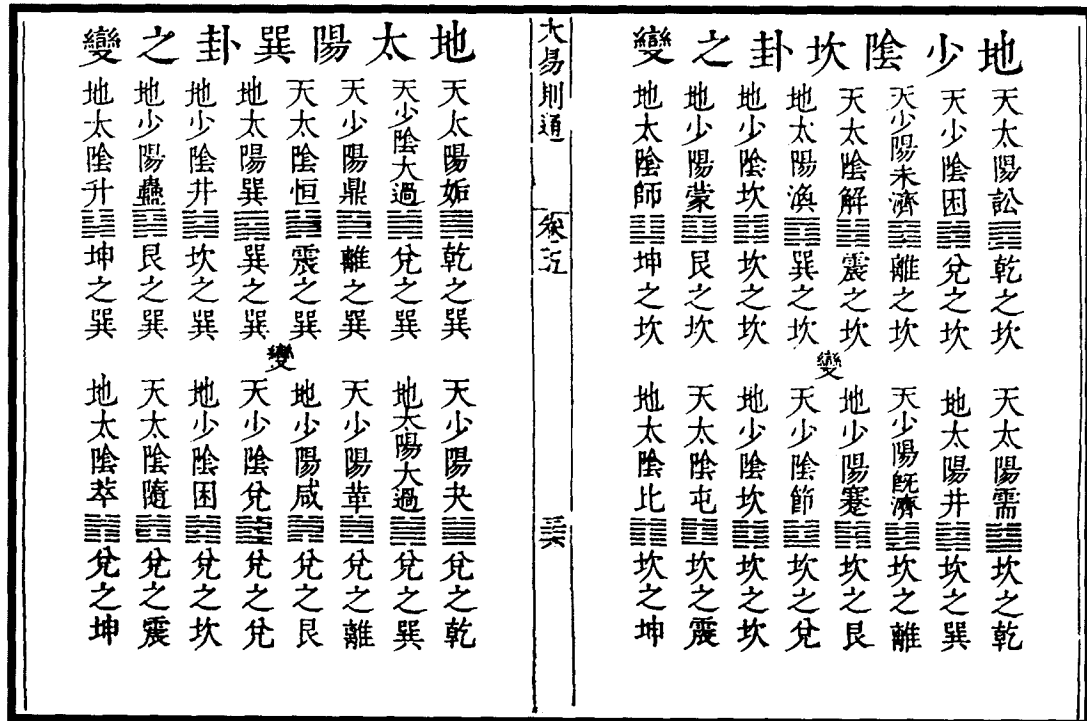 地少陰坎卦之變
天太陽訟䷅乾之坎
天少陰困䷮兌之坎
天少陽未濟䷿離之坎
天太陰解䷧震之坎
地太陽渙䷺巽之坎
地少陰坎䷜坎之坎
地少陽蒙䷃艮之坎
地太陰師䷆坤之坎
變
天太陽需䷄坎之乾
地太陽井䷯坎之巽
天少陽旣濟䷾坎之離
地少陽蹇䷦坎之艮
天少陰節䷻坎之兌
地少陰坎䷜坎之坎
天太陰屯䷂坎之震
地太陰比䷇坎之坤
大易則通
卷
地太陽巽卦之變
天太陽姤䷫乾之巽
天少陰大過䷛兌之巽
天少陽鼎䷱離之巽
天太陰恒䷟震之巽
地太陽巽䷸巽之巽
地少陰井䷯坎之巽
地少陽蠱䷑艮之巽
地太陰升䷭坤之巽
變
天少陽夬䷪兌之乾
地太陽大過䷛兌之巽
天少陽革䷰兌之離
地少陽咸䷞兌之艮
天少陰兌䷹兌之兌
地少陰困䷮兌之坎
天太陰隨䷐兌之震
地太陰萃䷬兌之坤